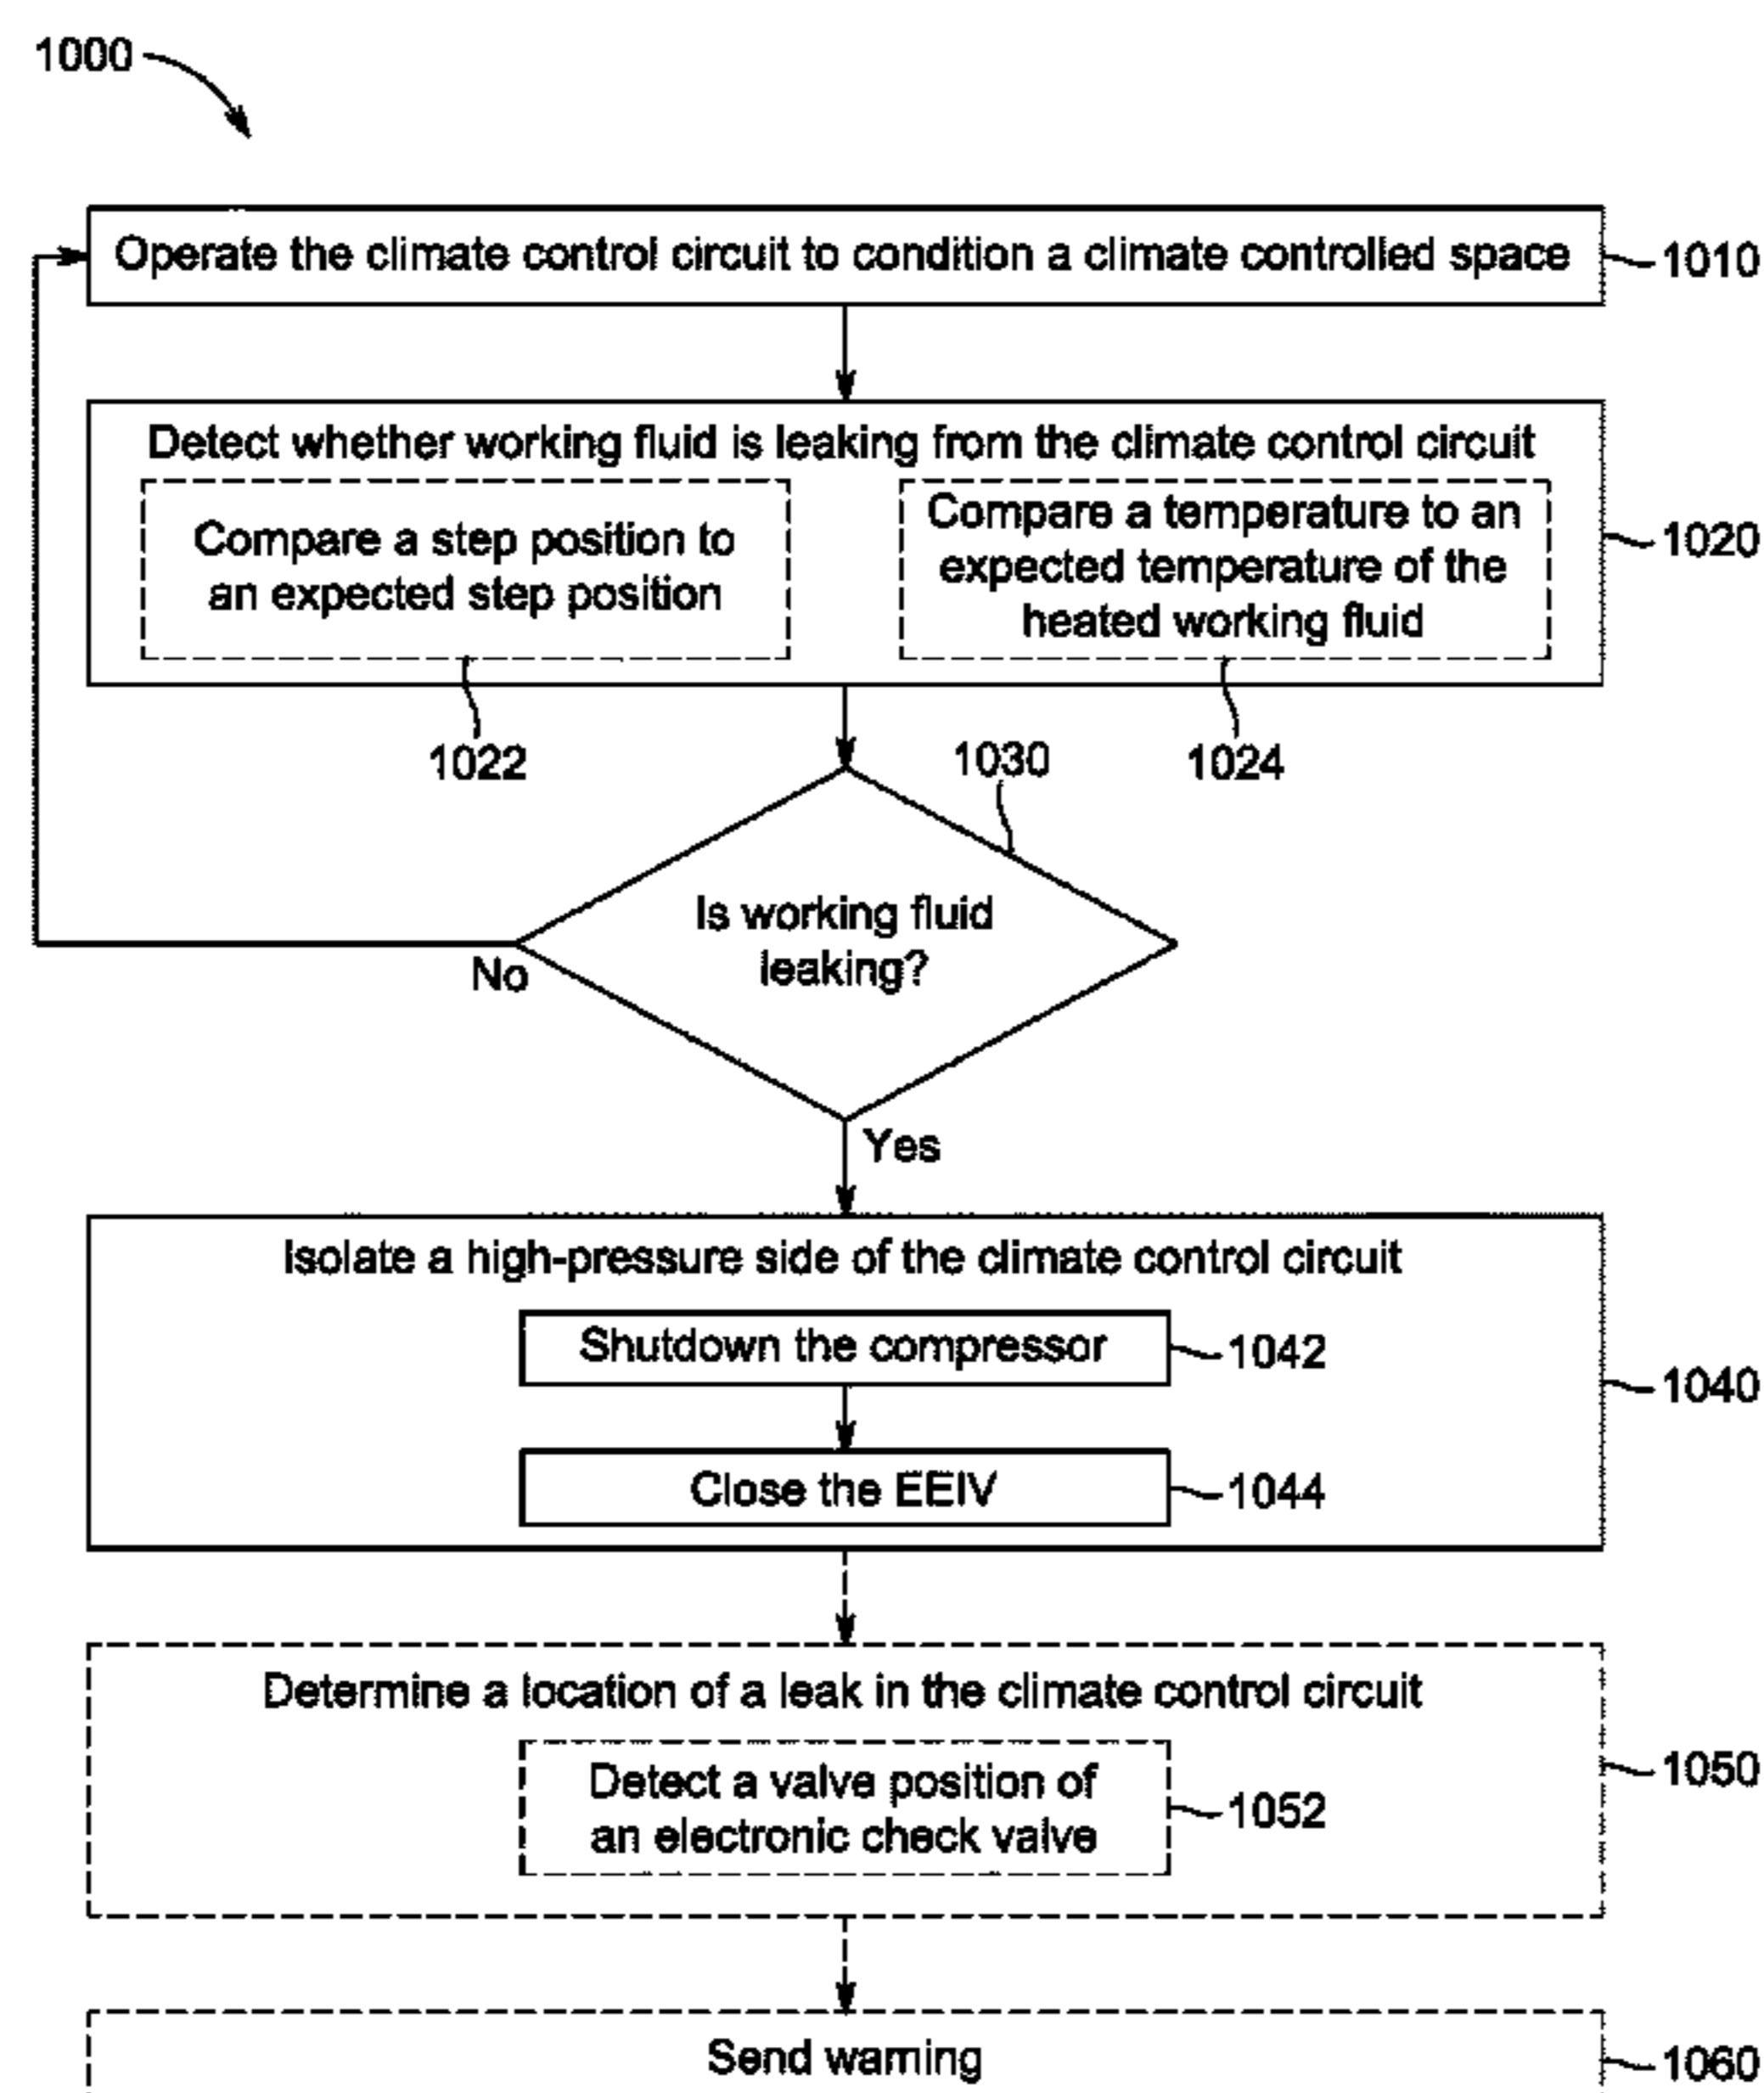 1000
Operate the climate control circuit to condition a climate controlled space
1010
Detect whether working fluid is leaking from the climate control circuit
Compare a step position to
an expected step position
Compare a temperature to an
expected temperature of the
heated working fluid
1020
1022
1030
1024
Is working fluid
leaking?
No
Yes
Isolate a high-pressure side of the climate control circuit
Shutdown the compressor
1042
1040
Close the EEIV
1044
Determine a location of a leak in the climate control circuit
Detect a valve position of
an electronic check valve
1052
1050
Send warning
1060